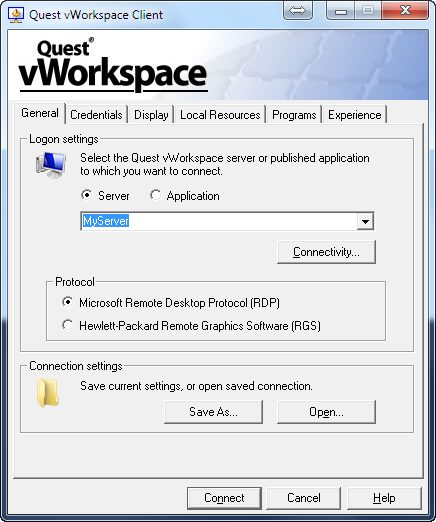 Quest vWorkspace Client
Quest®
vWorkspace
General Credentials Display Local Resources Programs Experience
Logon settings
Select the Quest vWorkspace server or published application
to which you want to connect.
Server Application
MyServer
Connectivity...
Protocol
Microsoft Remote Desktop Protocol (RDP)
Hewlett-Packard Remote Graphics Software (RGS)
Connection settings
Save current settings, or open saved connection.
Save As... Open...
Connect Cancel Help